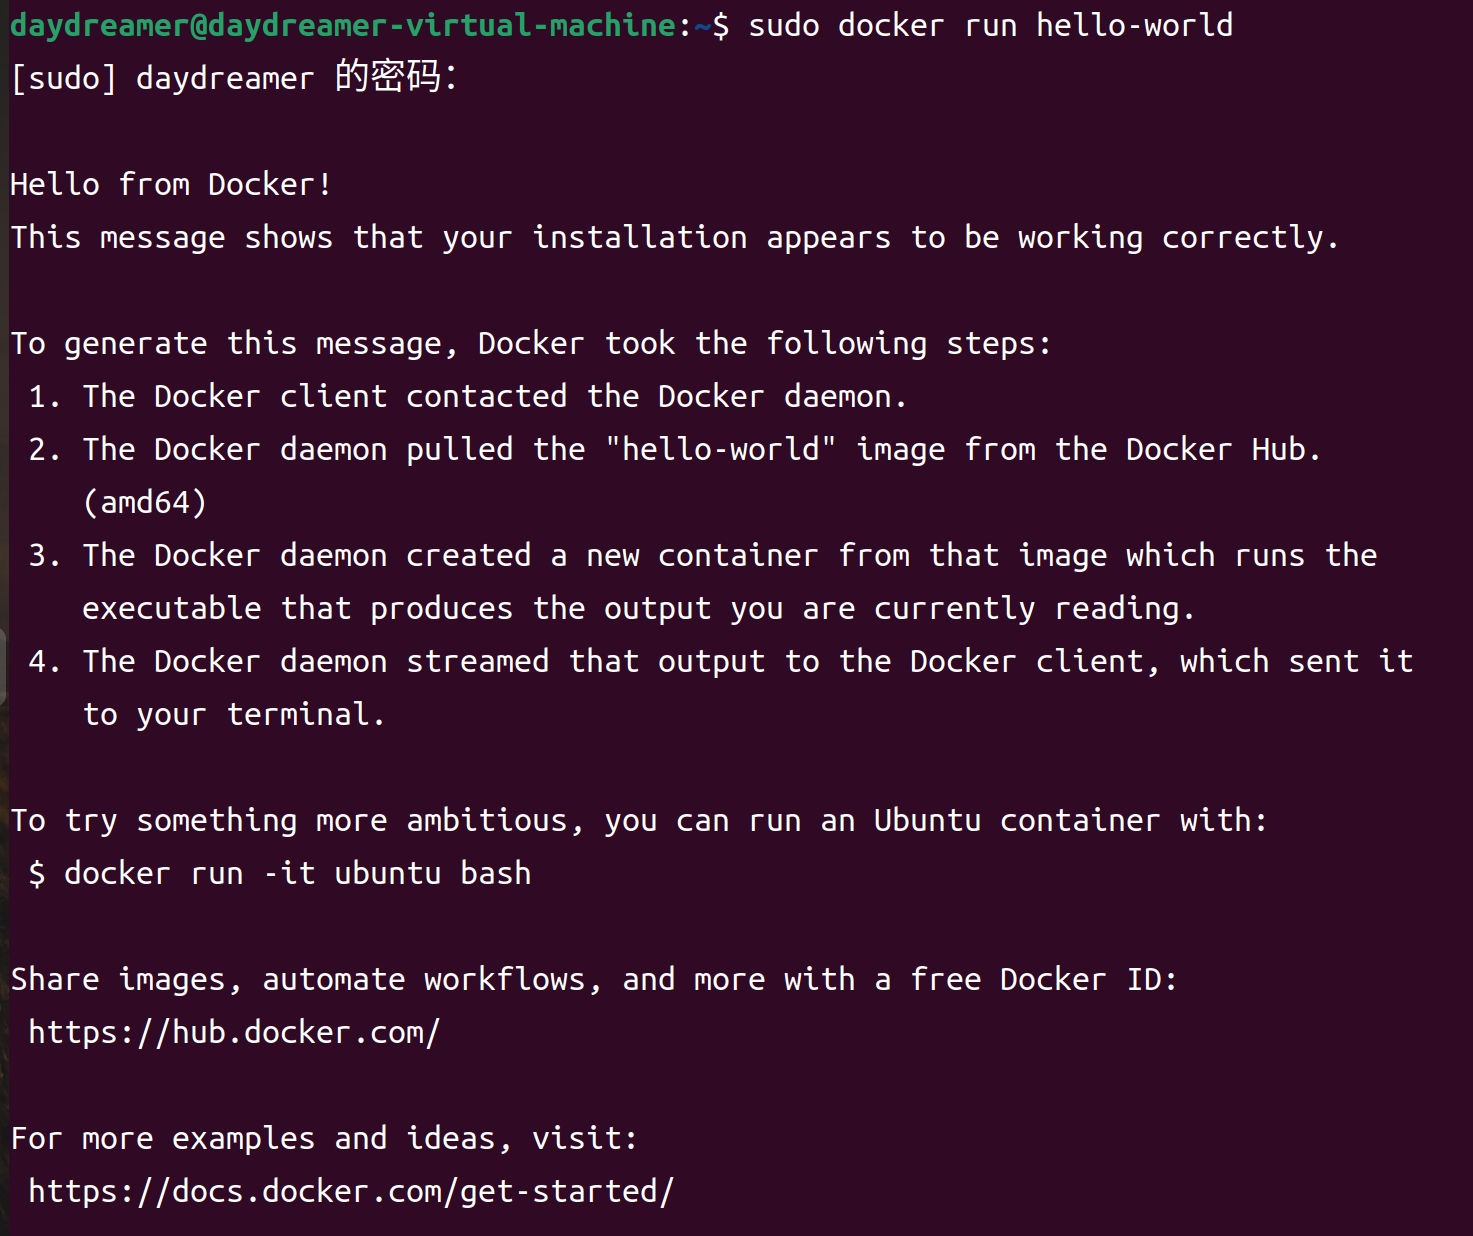 daydreamer@daydreamer-virtual-machine:~$ sudo docker run hello-world
[sudo] daydreamer 的密码：
Hello from Docker!
This message shows that your installation appears to be working correctly.
To generate this message, Docker took the following steps:
1. The Docker client contacted the Docker daemon.
2. The Docker daemon pulled the "hello-world" image from the Docker Hub.
(amd64)
3. The Docker daemon created a new container from that image which runs the
executable that produces the output you are currently reading.
4. The Docker daemon streamed that output to the Docker client, which sent it
to your terminal.
To try something more ambitious, you can run an Ubuntu container with:
$ docker run -it ubuntu bash
Share images, automate workflows, and more with a free Docker ID:
https://hub.docker.com/
For more examples and ideas, visit:
https://docs.docker.com/get-started/